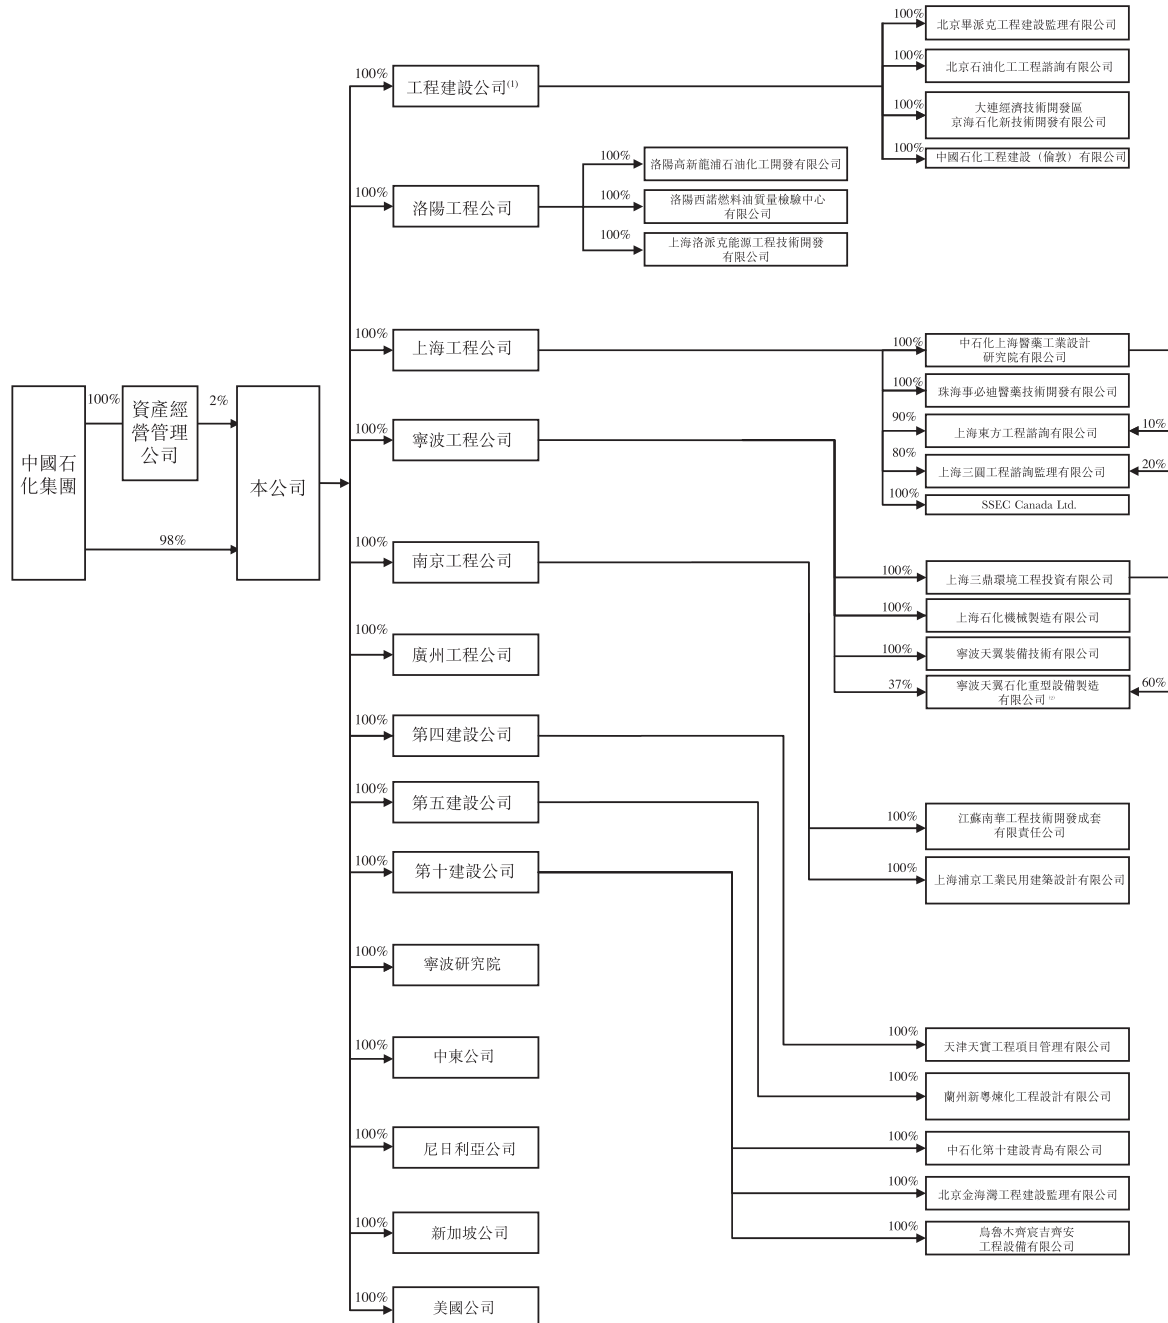 中國石
化集團
100%
資產經
營管理
公司
2%
98%
本公司
100%
工程建設公司(1)
100%
北京畢派克工程建設監理有限公司
100%
北京石油化工工程諮詢有限公司
100%
大連經濟技術開發區
京海石化新技術開發有限公司
100%
中國石化工程建設（倫敦）有限公司
100%
洛陽工程公司
100%
洛陽高新龍浦石油化工開發有限公司
100%
洛陽西諾燃料油質量檢驗中心
有限公司
100%
上海洛派克能源工程技術開發
有限公司
100%
上海工程公司
100%
中石化上海醫藥工業設計
研究院有限公司
100%
珠海事必迪醫藥技術開發有限公司
90%
上海東方工程諮詢有限公司
10%
80%
上海三圓工程諮詢監理有限公司
20%
100%
SSEC Canada Ltd.
100%
寧波工程公司
100%
上海三鼎環境工程投資有限公司
100%
上海石化機械製造有限公司
100%
寧波天翼裝備技術有限公司
37%
寧波天翼石化重型設備製造
有限公司(2)
60%
100%
南京工程公司
100%
江蘇南華工程技術開發成套
有限責任公司
100%
上海浦京工業民用建築設計有限公司
100%
廣州工程公司
100%
第四建設公司
100%
天津天實工程項目管理有限公司
100%
第五建設公司
100%
蘭州新粵煉化工程設計有限公司
100%
第十建設公司
100%
中石化第十建設青島有限公司
100%
北京金海灣工程建設監理有限公司
100%
烏魯木齊宸吉齊安
工程設備有限公司
100%
寧波研究院
100%
中東公司
100%
尼日利亞公司
100%
新加坡公司
100%
美國公司